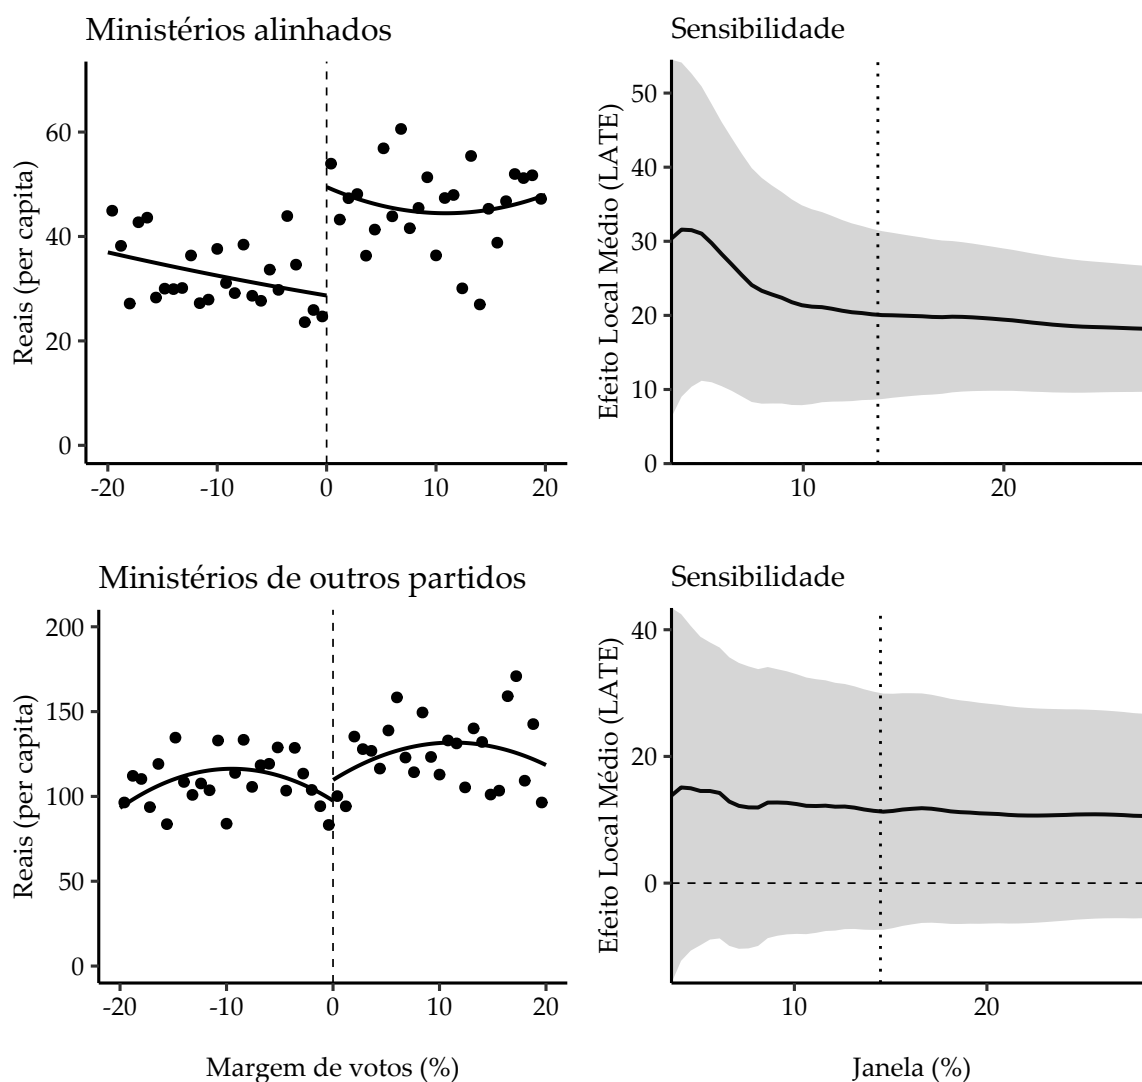 Ministérios alinhados
Reais (per capita)
60
40
20
0
-20 -10 0 10 20
Sensibilidade
Efeito Local Médio (LATE)
50
40
30
20
10
0
10 20
Ministérios de outros partidos
Reais (per capita)
200
150
100
50
0
-20 -10 0 10 20
Margem de votos (%)
Sensibilidade
Efeito Local Médio (LATE)
40
20
0
10 20
Janela (%)